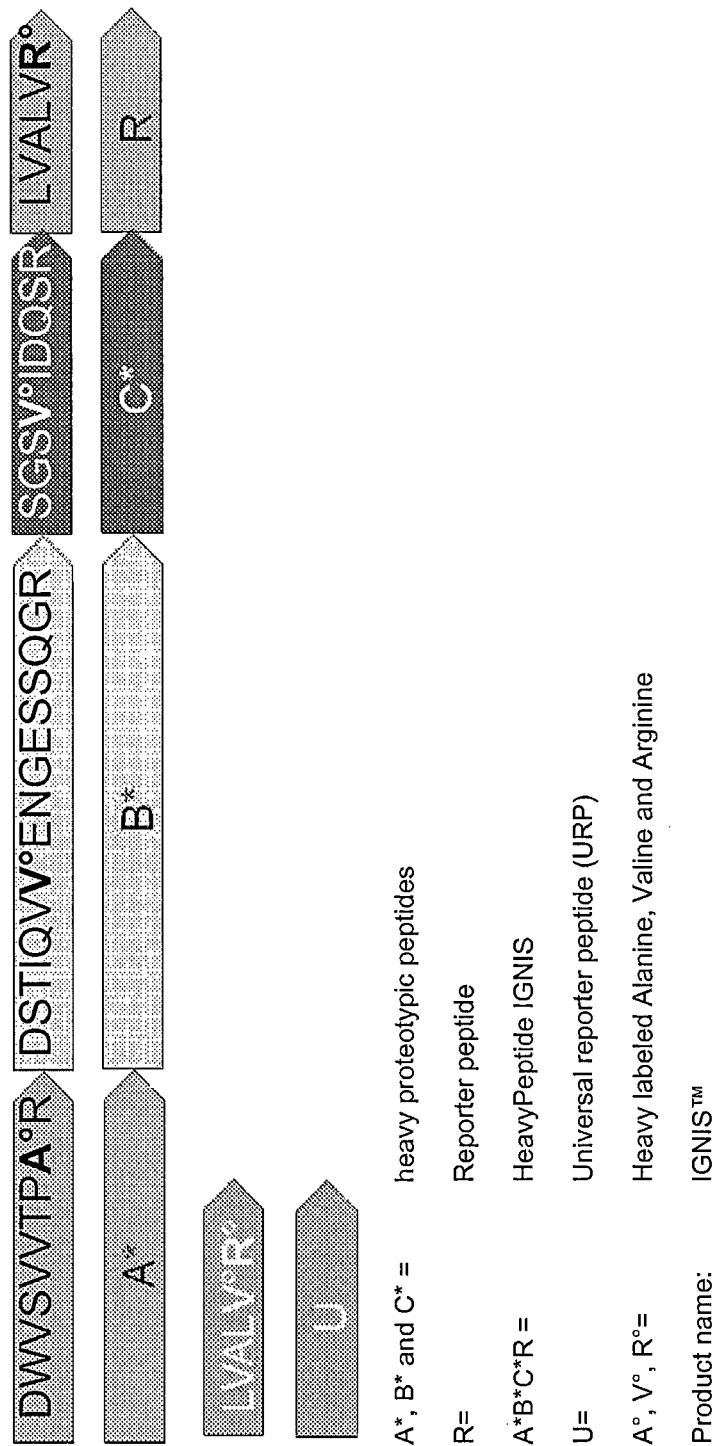 DWVSVVTPA°R DSTIQVV°ENGESSQGR SGSV°IDQSR LVALVR°
A* B* C* R
LVALV°R°
U
A*, B* and C* = heavy proteotypic peptides
R= Reporter peptide
A*B*C*R = HeavyPeptide IGNIS
U= Universal reporter peptide (URP)
A°, V°, R°= Heavy labeled Alanine, Valine and Arginine
Product name: IGNIS™